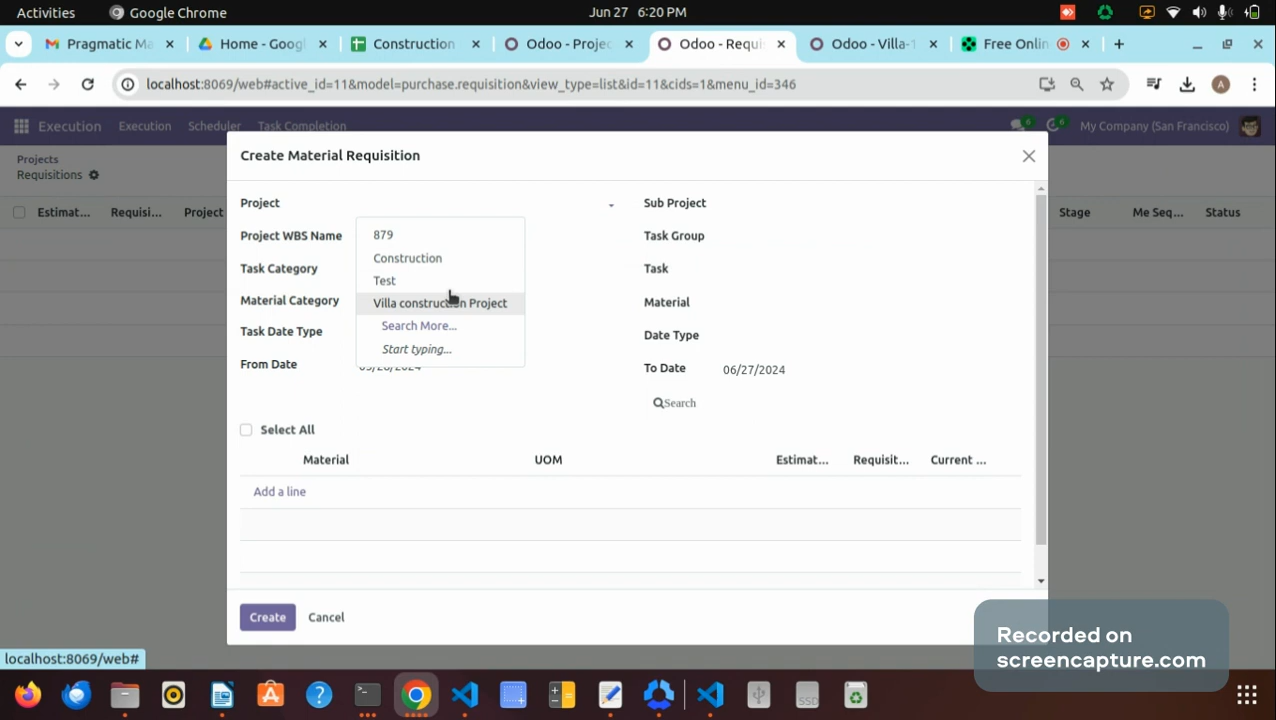 Activities
Google Chrome
Jun 27 6:20 PM
Pragmatic Ma
Home - Goog
Construction
Odoo - Projec
Odoo - Requi
Odoo - Villa-1
Free Onlin
localhost:8069/web#active_id=11&model=purchase.requisition&view_type=list&id=11&cids=1&menu_id=346
A
Execution Execution Scheduler Task Completion
6 6 My Company (San Francisco)
Projects
Requisitions
Estimat... Requisi... Project Stage Me Seq... Status
Create Material Requisition
Project Sub Project
Project WBS Name 879 Task Group
Construction
Task Category Test Task
Material Category Villa construction Project Material
Task Date Type Search More... Date Type
Start typing...
From Date To Date 06/27/2024
Search
Select All
Material UOM Estimat... Requisit... Current ...
Add a line
Create Cancel
Recorded on
screencapture.com
localhost:8069/web#
SSD